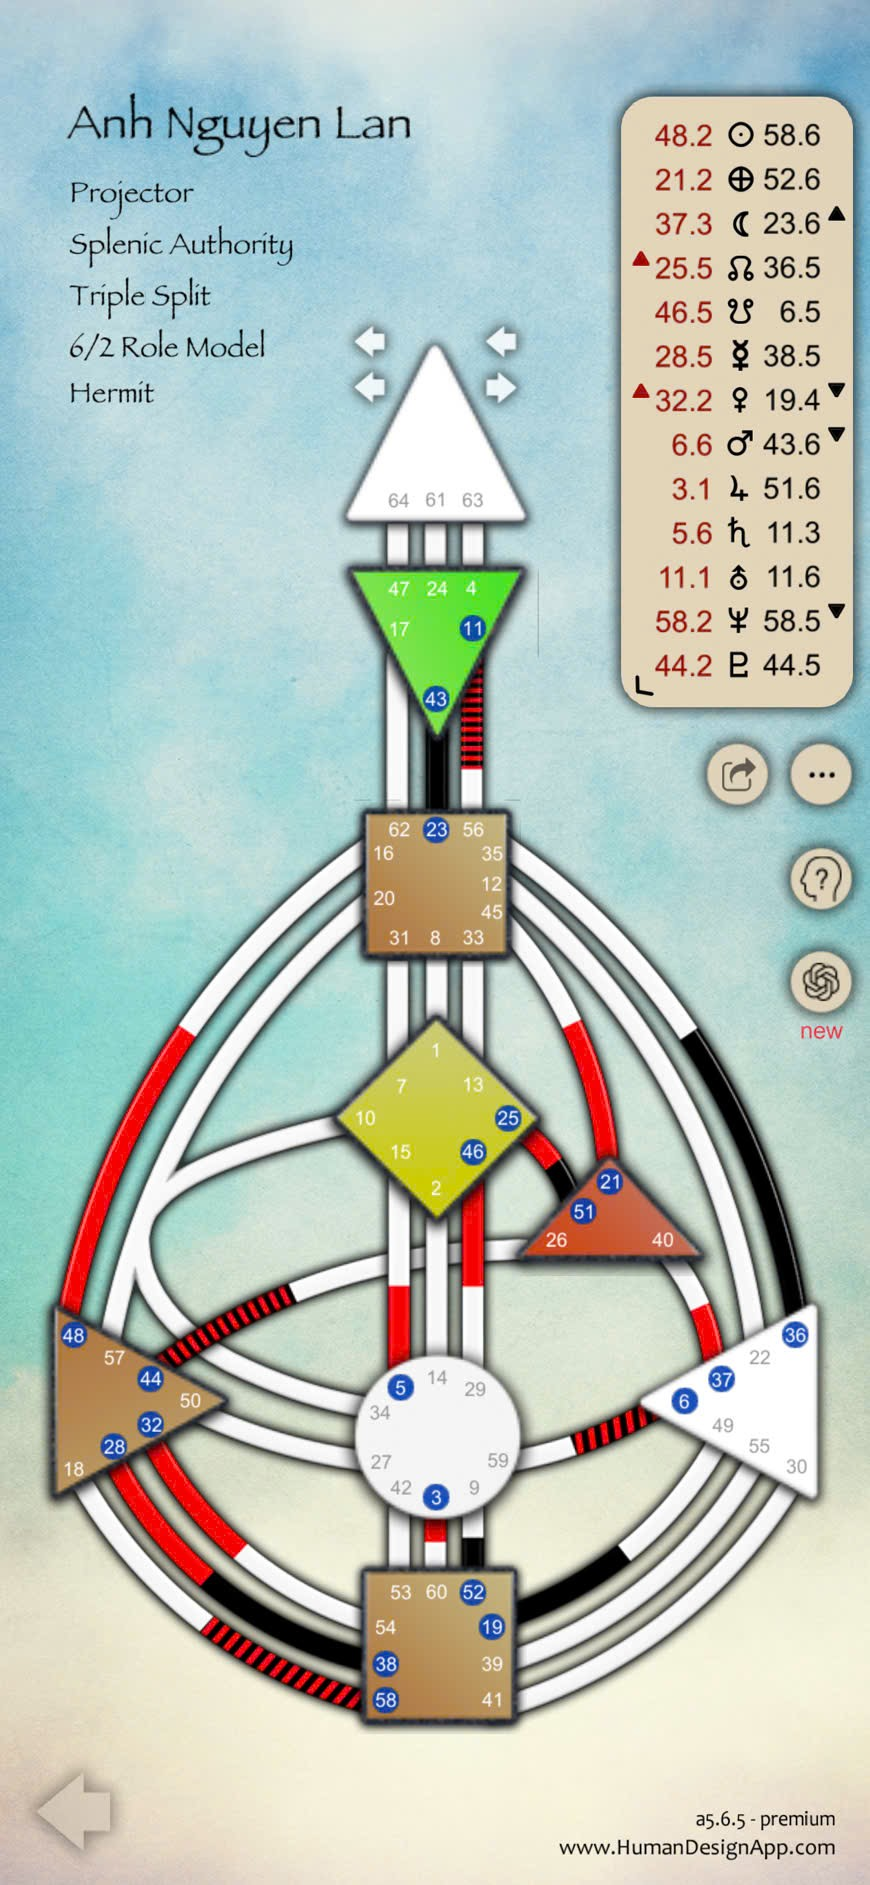 Anh Nguyen Lan
Projector
Splenic Authority
Triple Split
6/2 Role Model
Hermit
48.2 ☉ 58.6
21.2 ⊕ 52.6
37.3 ☾ 23.6 ▲
▲ 25.5 ☊ 36.5
46.5 ☋ 6.5
28.5 ☿ 38.5
▲ 32.2 ♀ 19.4 ▼
6.6 ♂ 43.6 ▼
3.1 ♃ 51.6
5.6 ♄ 11.3
11.1 ⛢ 11.6
58.2 ♆ 58.5 ▼
44.2 ♇ 44.5
64 61 63
47 24 4
17 11
43
...
62 23 56
16 35
20 12
45
31 8 33
?
new
1
7 13
10 25
15 46
2
21
51
26 40
48
57
44
50
32
28
18
36
22
37
6
49
55
30
5 14 29
34
27 59
42 9
3
53 60 52
54 19
38 39
58 41
a5.6.5 - premium
www.HumanDesignApp.com